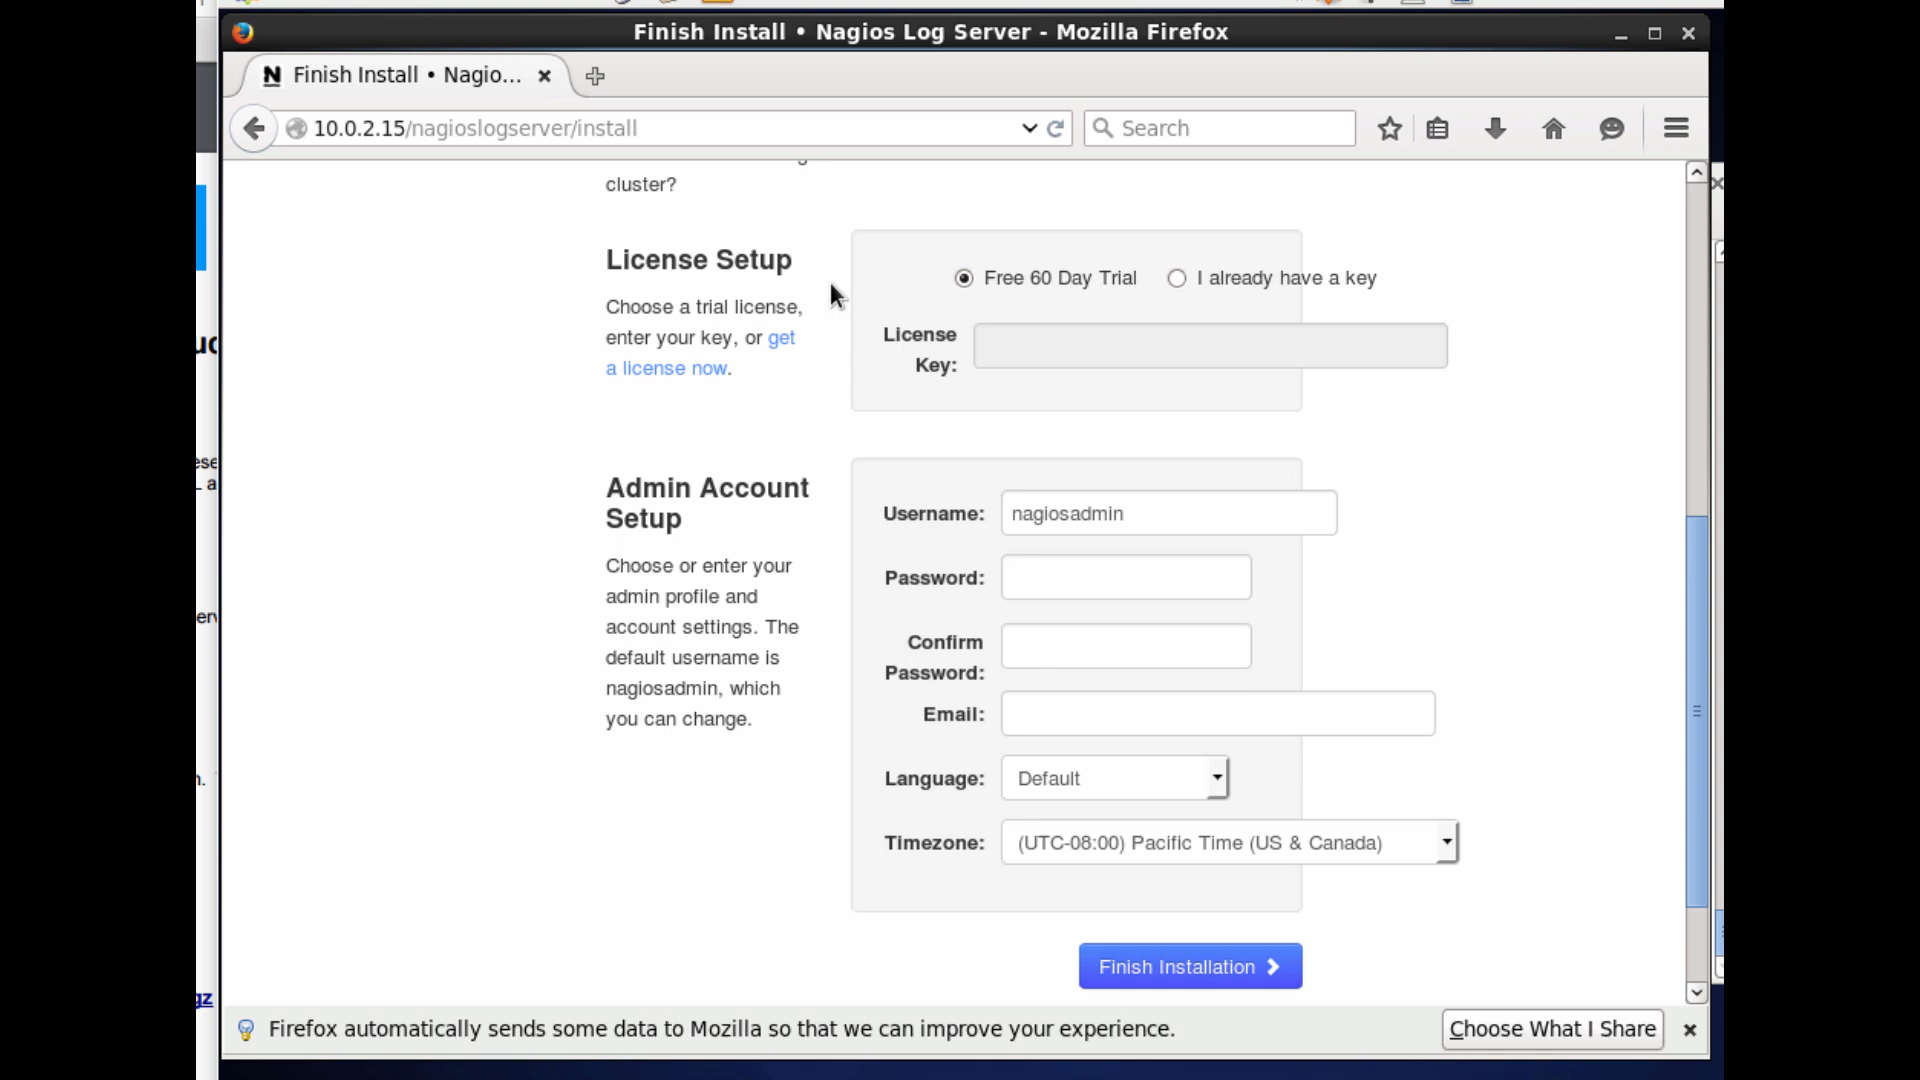 Finish Install • Nagios Log Server - Mozilla Firefox
Finish Install • Nagio...
10.0.2.15/nagioslogserver/install
Search
cluster?
License Setup
Choose a trial license,
enter your key, or get
a license now.
Free 60 Day Trial
I already have a key
License
Key:
Admin Account
Setup
Choose or enter your
admin profile and
account settings. The
default username is
nagiosadmin, which
you can change.
Username: nagiosadmin
Password:
Confirm
Password:
Email:
Language: Default
Timezone: (UTC-08:00) Pacific Time (US & Canada)
Finish Installation
Firefox automatically sends some data to Mozilla so that we can improve your experience.
Choose What I Share
gz